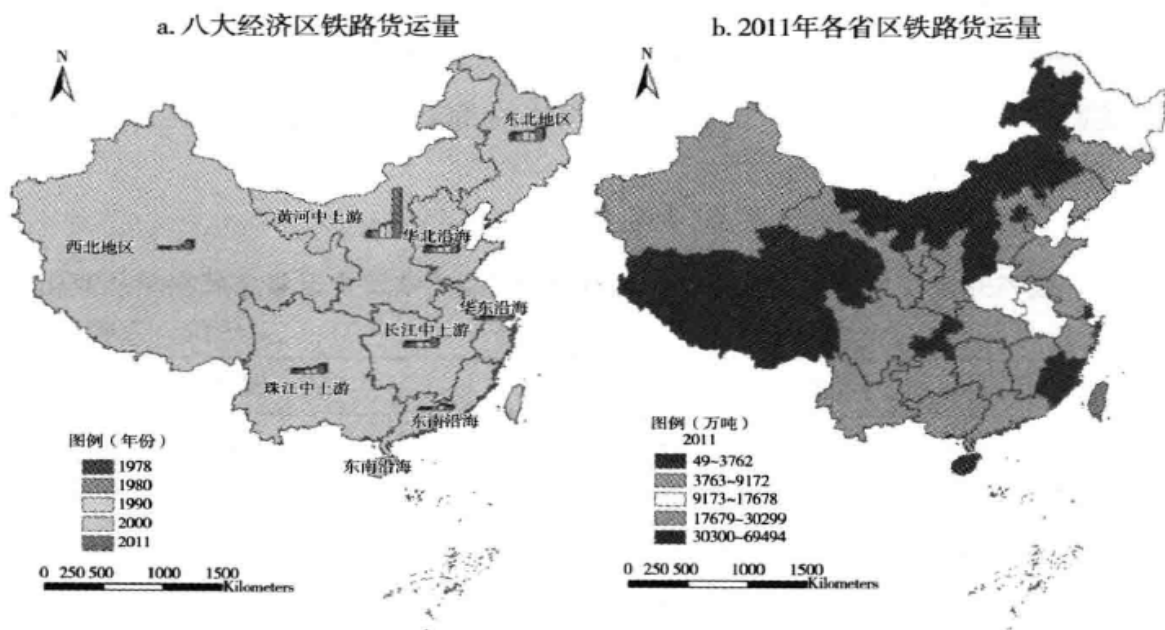 a. 八大经济区铁路货运量
N
东北地区
黄河中上游
华北沿海
西北地区
华东沿海
长江中上游
珠江中上游
东南沿海
东南沿海
图例（年份）
1978
1980
1990
2000
2011
0 250 500 1000 1500
Kilometers
b. 2011年各省区铁路货运量
N
图例（万吨）
2011
49~3762
3763~9172
9173~17678
17679~30299
30300~69494
0 250 500 1000 1500
Kilometers